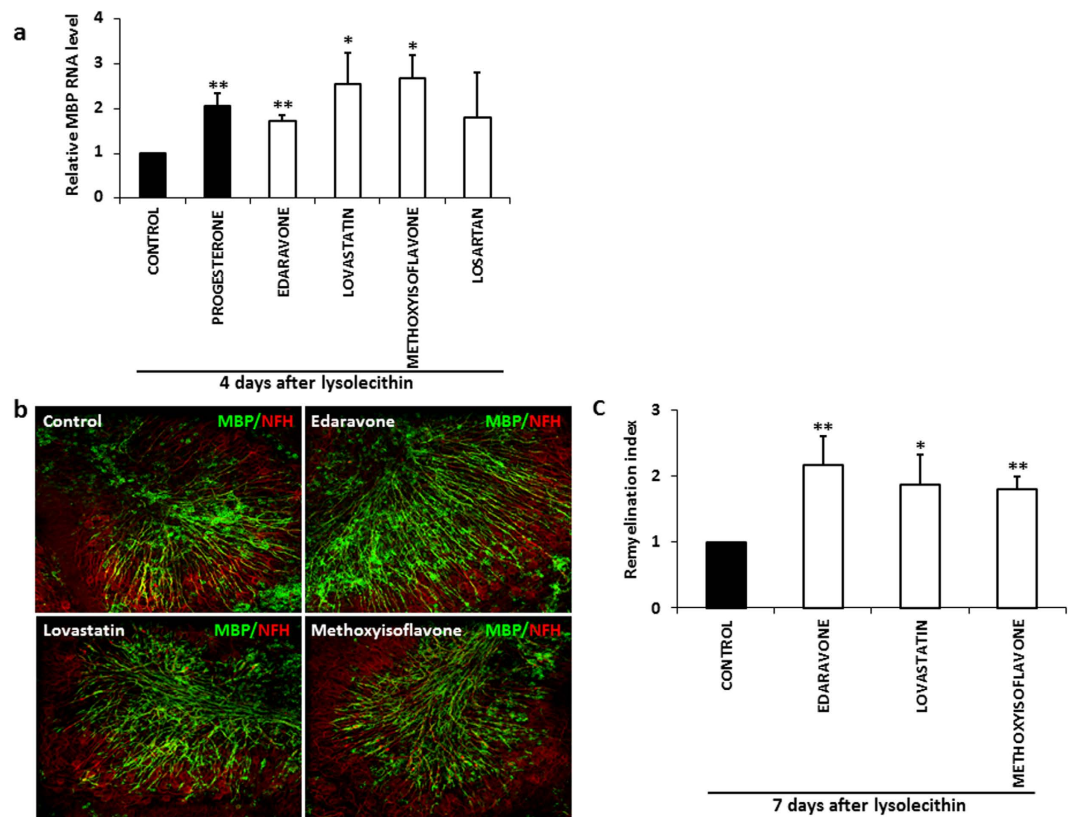 a
Relative MBP RNA level
4
3
2
1
0
**
**
*
*
CONTROL
PROGESTERONE
EDARAVONE
LOVASTATIN
METHOXYISOFLAVONE
LOSARTAN
4 days after lysolecithin
b
Control MBP/NFH
Edaravone MBP/NFH
Lovastatin MBP/NFH
Methoxyisoflavone MBP/NFH
C
Remyelination index
3
2
1
0
**
*
**
CONTROL
EDARAVONE
LOVASTATIN
METHOXYISOFLAVONE
7 days after lysolecithin